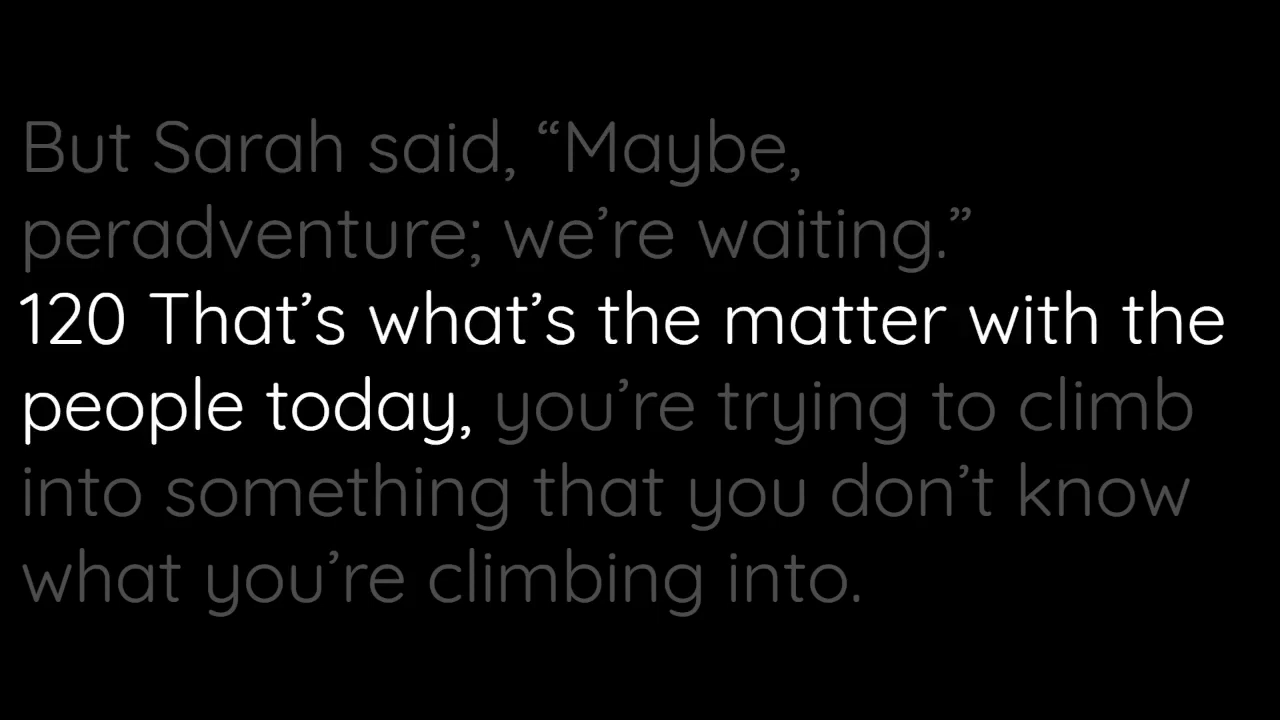 But Sarah said, “Maybe,
peradventure; we’re waiting.”
120 That’s what’s the matter with the
people today, you’re trying to climb
into something that you don’t know
what you’re climbing into.